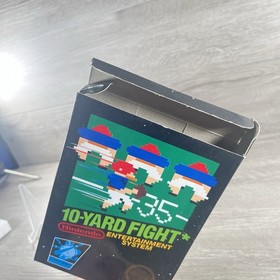 35
10-YARD FIGHT*
Nintendo
ENTERTAINMENT
SYSTEM